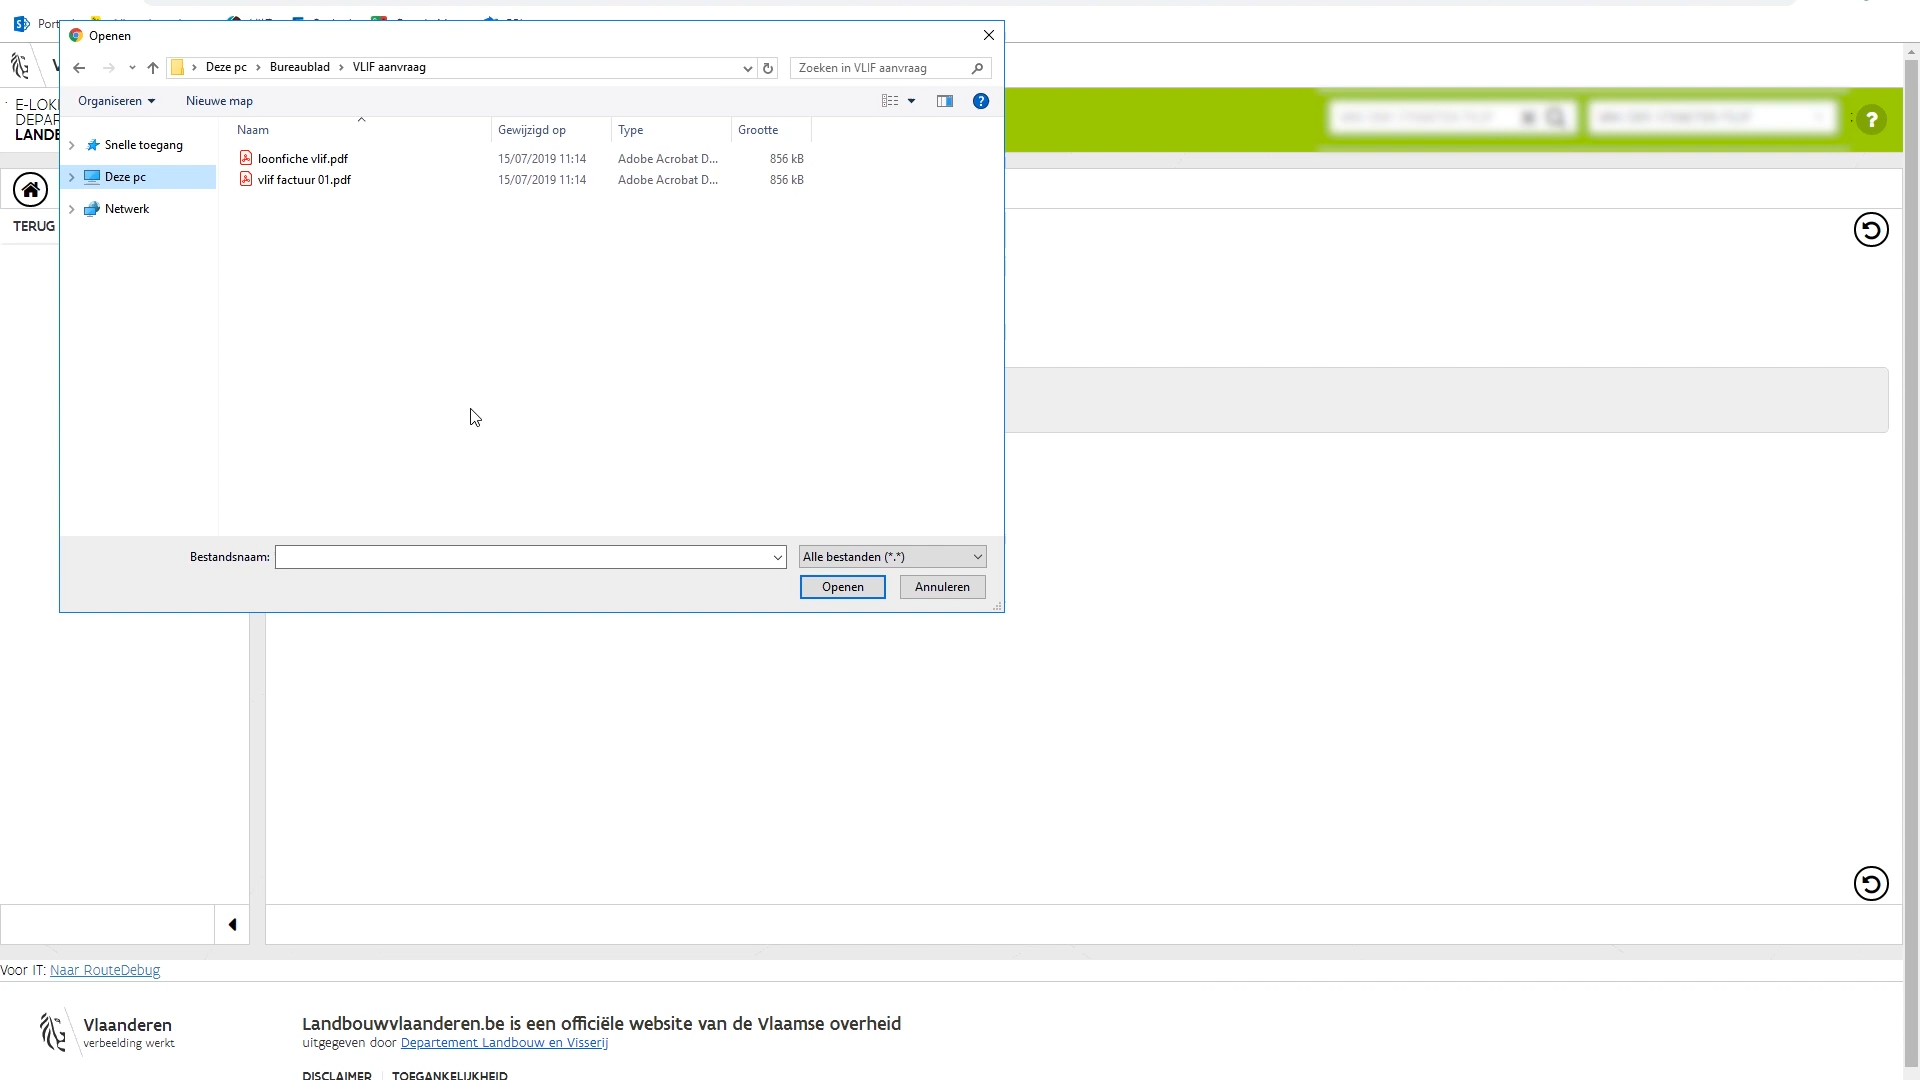 Openen
Deze pc > Bureaublad > VLIF aanvraag
Zoeken in VLIF aanvraag
Organiseren
Nieuwe map
?
E-LOK
DEPAR
LANDE
Naam
Gewijzigd op
Type
Grootte
Snelle toegang
Deze pc
Netwerk
loonfiche vlif.pdf 15/07/2019 11:14 Adobe Acrobat D... 856 kB
vlif factuur 01.pdf 15/07/2019 11:14 Adobe Acrobat D... 856 kB
TERUG
Bestandsnaam:
Alle bestanden (*.*)
Openen
Annuleren
Voor IT: Naar RouteDebug
Vlaanderen
verbeelding werkt
Landbouwvlaanderen.be is een officiële website van de Vlaamse overheid
uitgegeven door Departement Landbouw en Visserij
DISCLAIMER
TOEGANKELIJKHEID